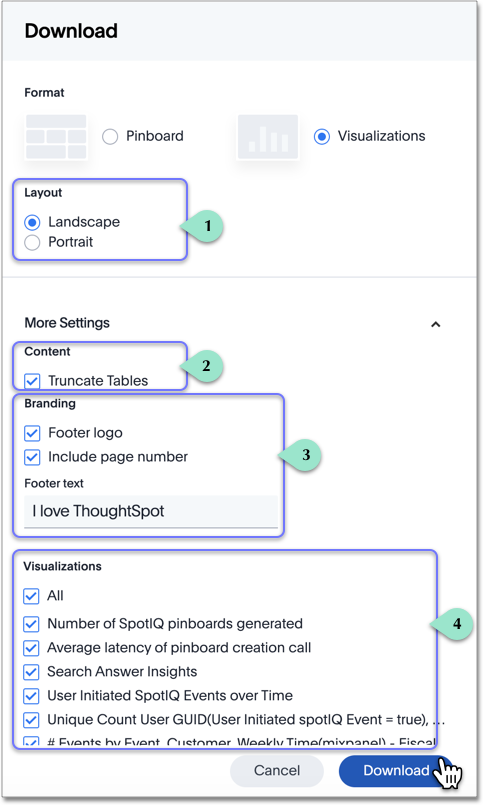 Download
Format
Pinboard
Visualizations
Layout
Landscape
Portrait
1
More Settings
Content
Truncate Tables
2
Branding
Footer logo
Include page number
3
Footer text
I love ThoughtSpot
Visualizations
All
Number of SpotIQ pinboards generated
4
Average latency of pinboard creation call
Search Answer Insights
User Initiated SpotIQ Events over Time
Unique Count User GUID(User Initiated spotIQ Event = true), ...
# Events by Event, Customer, Weekly Time(mixpanel) - Fiscal
Cancel
Download